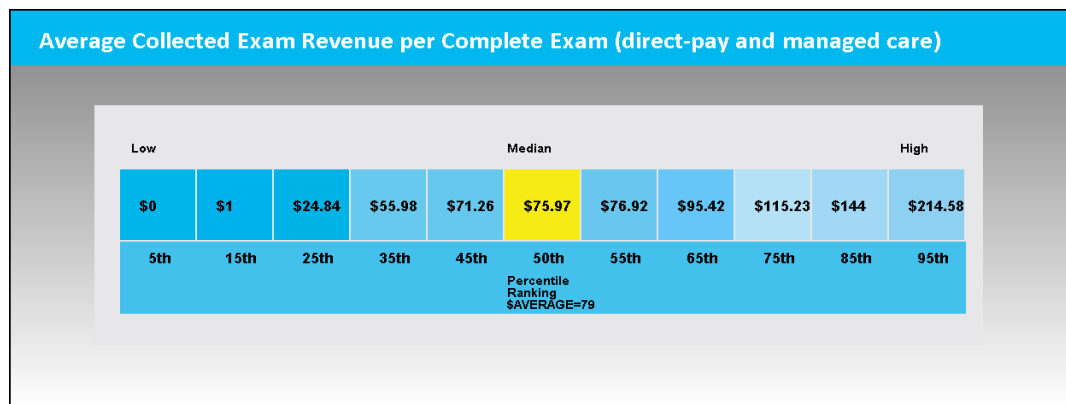 Average Collected Exam Revenue per Complete Exam (direct-pay and managed care)
Low Median High
$0 $1 $24.84 $55.98 $71.26 $75.97 $76.92 $95.42 $115.23 $144 $214.58
5th 15th 25th 35th 45th 50th 55th 65th 75th 85th 95th
Percentile
Ranking
$AVERAGE=79